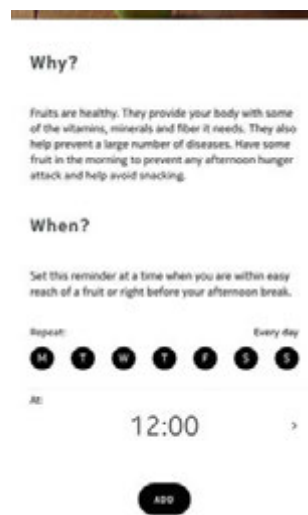 Why?
Fruits are healthy. They provide your body with some
of the vitamins, minerals and fiber it needs. They also
help prevent a large number of diseases. Have some
fruit in the morning to prevent any afternoon hunger
attack and help avoid snacking.
When?
Set this reminder at a time when you are within easy
reach of a fruit or right before your afternoon break.
Repeat: Every day
M T W T F S S
At:
12:00 >
ADD